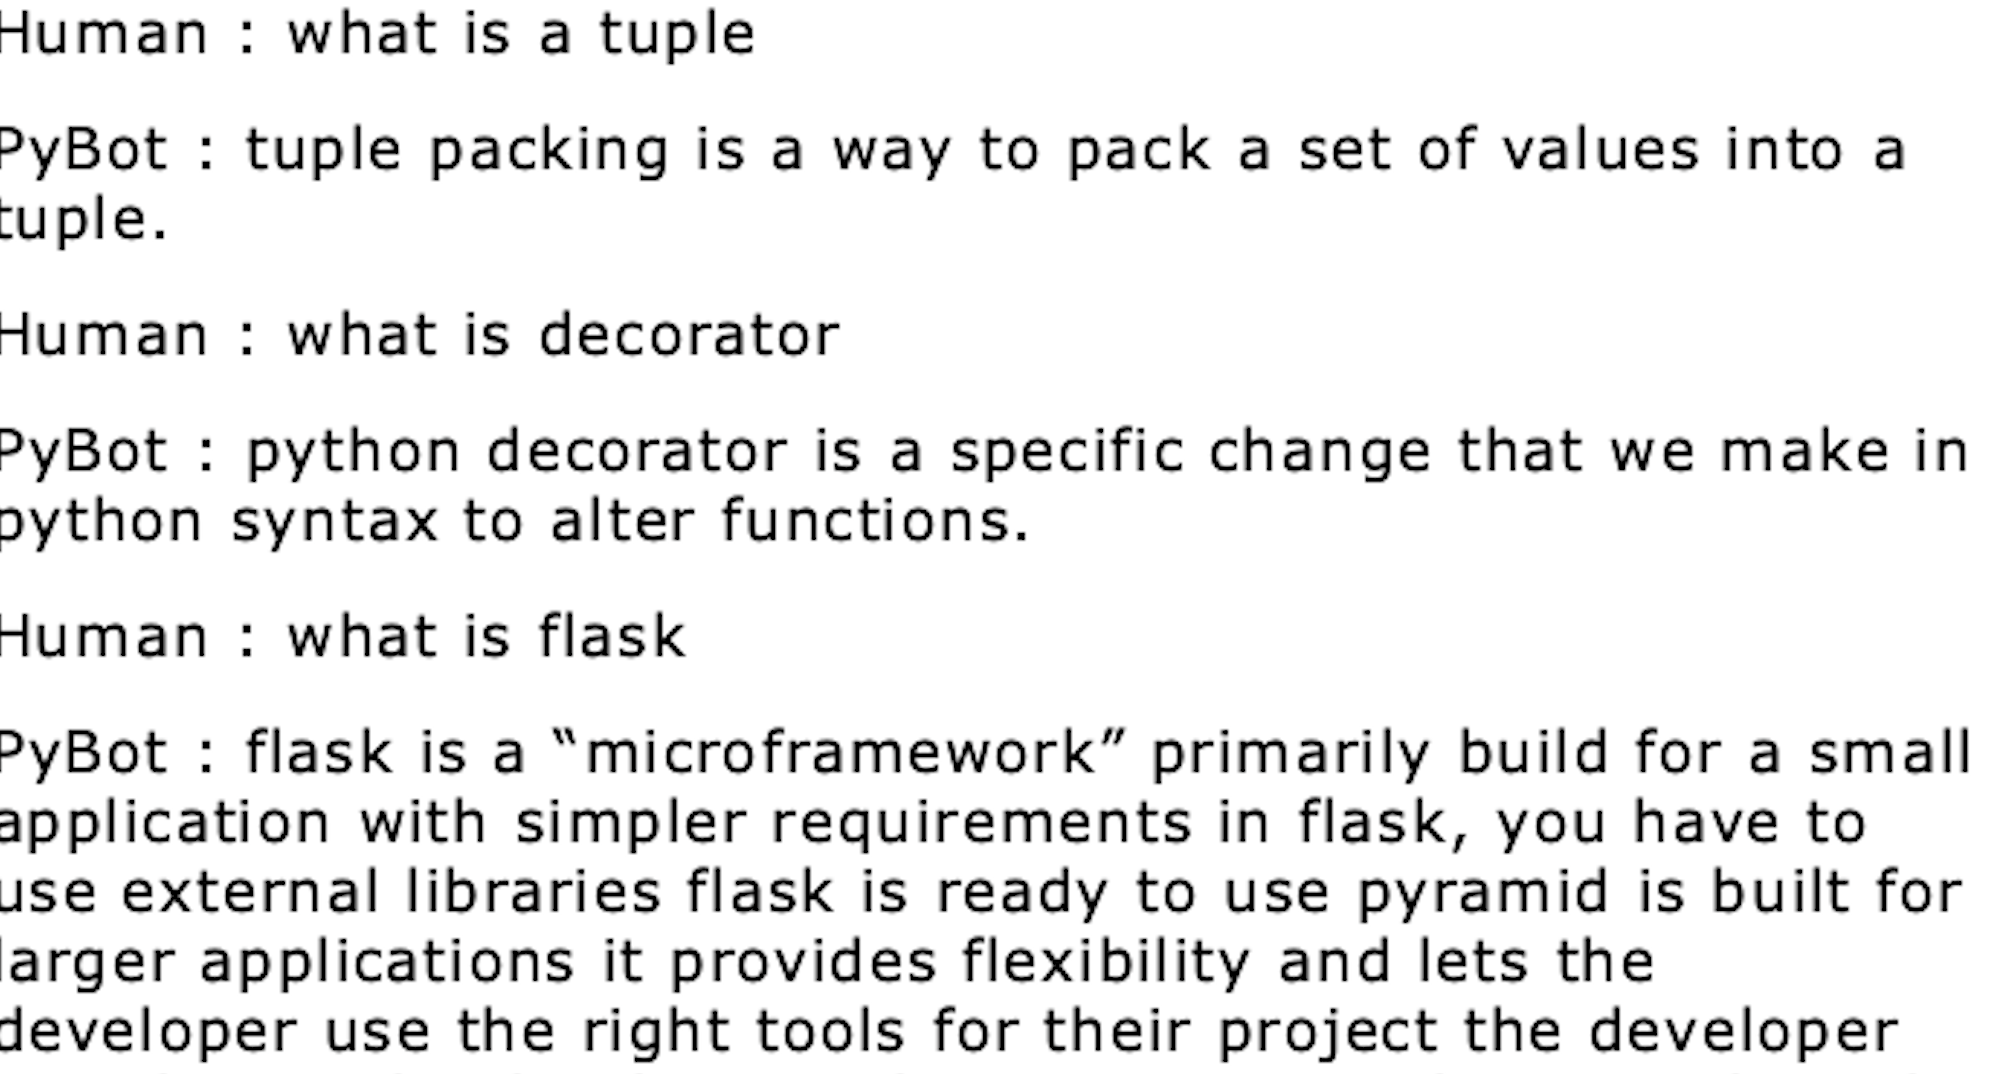 Human : what is a tuple
PyBot : tuple packing is a way to pack a set of values into a
tuple.
Human : what is decorator
PyBot : python decorator is a specific change that we make in
python syntax to alter functions.
Human : what is flask
PyBot : flask is a “microframework” primarily build for a small
application with simpler requirements in flask, you have to
use external libraries flask is ready to use pyramid is built for
larger applications it provides flexibility and lets the
developer use the right tools for their project the developer